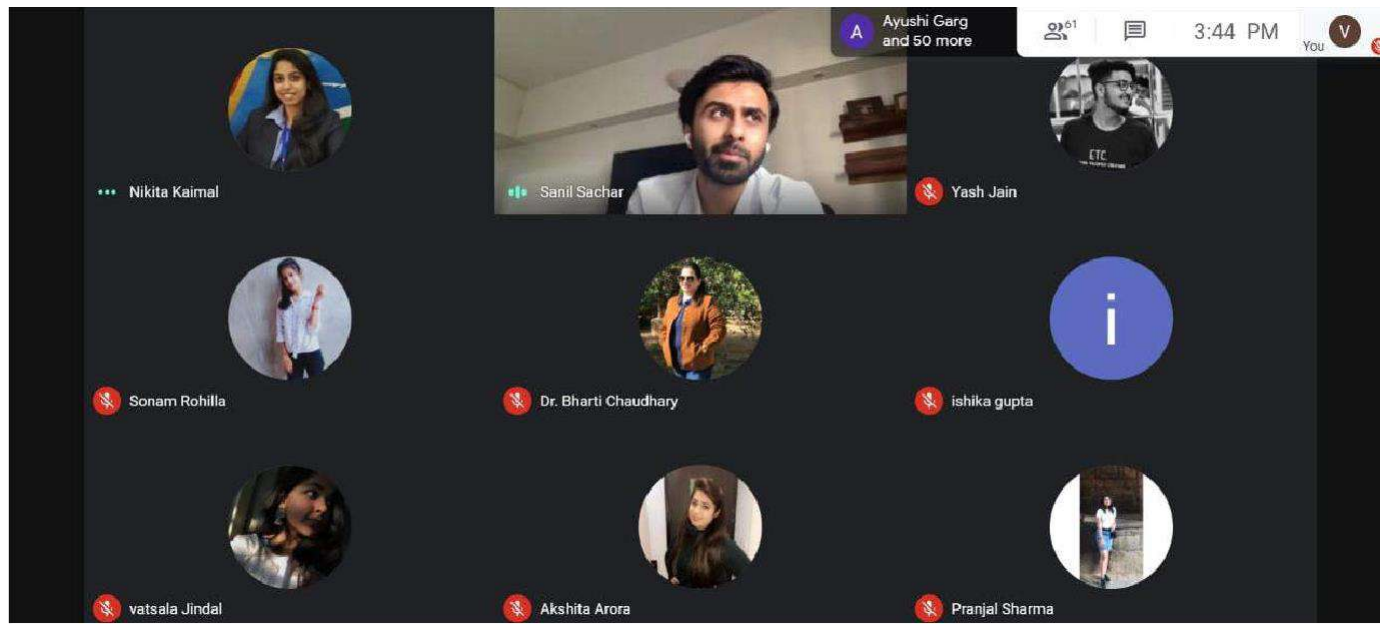 A
Ayushi Garg
and 50 more
61
3:44 PM
You
V
Nikita Kaimal
Sanil Sachar
ETC
Yash Jain
Sonam Rohilla
Dr. Bharti Chaudhary
i
ishika gupta
vatsala Jindal
Akshita Arora
Pranjal Sharma